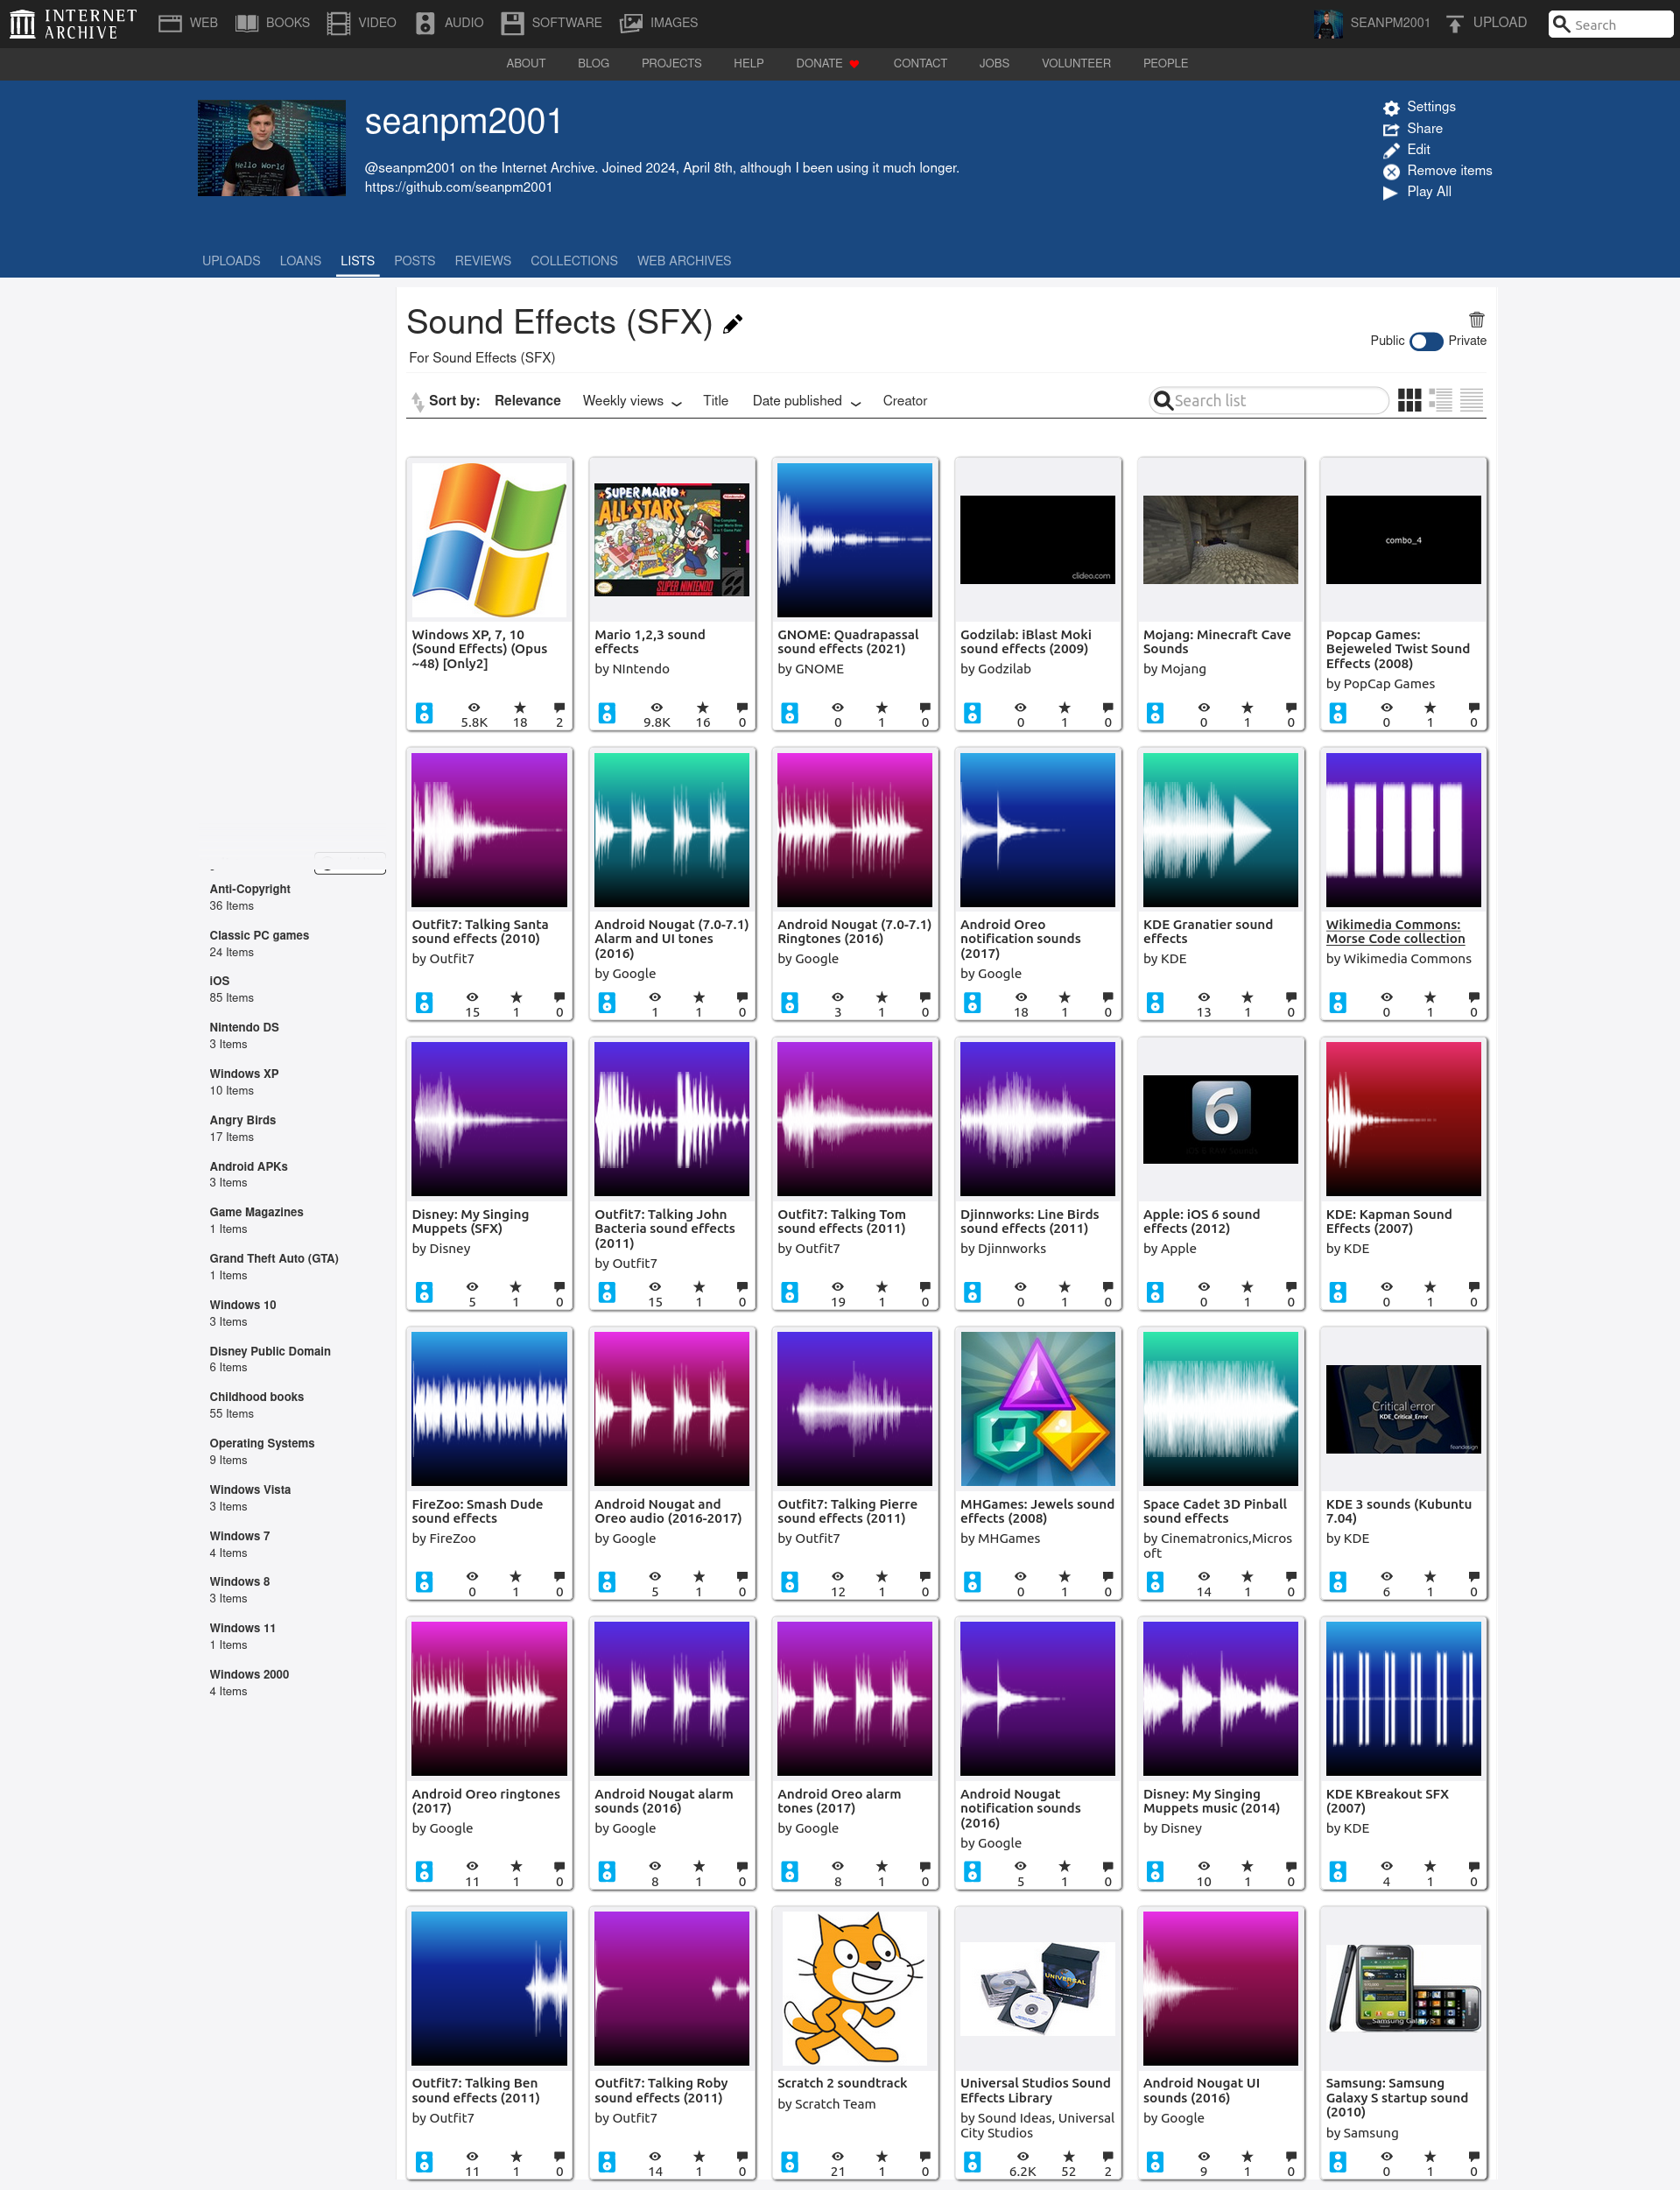 INTERNET
ARCHIVE
WEB BOOKS VIDEO AUDIO SOFTWARE IMAGES SEANPM2001 UPLOAD Search
ABOUT BLOG PROJECTS HELP DONATE CONTACT JOBS VOLUNTEER PEOPLE
Hello World
seanpm2001
@seanpm2001 on the Internet Archive. Joined 2024, April 8th, although I been using it much longer.
https://github.com/seanpm2001
Settings
Share
Edit
Remove items
Play All
UPLOADS LOANS LISTS POSTS REVIEWS COLLECTIONS WEB ARCHIVES
Anti-Copyright
36 Items
Classic PC games
24 Items
iOS
85 Items
Nintendo DS
3 Items
Windows XP
10 Items
Angry Birds
17 Items
Android APKs
3 Items
Game Magazines
1 Items
Grand Theft Auto (GTA)
1 Items
Windows 10
3 Items
Disney Public Domain
6 Items
Childhood books
55 Items
Operating Systems
9 Items
Windows Vista
3 Items
Windows 7
4 Items
Windows 8
3 Items
Windows 11
1 Items
Windows 2000
4 Items
Sound Effects (SFX)
For Sound Effects (SFX)
Public Private
Sort by: Relevance Weekly views Title Date published Creator Search list
Windows XP, 7, 10
(Sound Effects) (Opus
~48) [Only2]
5.8K 18 2
SUPER MARIO
ALL-STARS
SUPER NINTENDO
Mario 1,2,3 sound
effects
by NIntendo
9.8K 16 0
GNOME: Quadrapassal
sound effects (2021)
by GNOME
0 1 0
clideo.com
Godzilab: iBlast Moki
sound effects (2009)
by Godzilab
0 1 0
Mojang: Minecraft Cave
Sounds
by Mojang
0 1 0
combo_4
Popcap Games:
Bejeweled Twist Sound
Effects (2008)
by PopCap Games
0 1 0
Outfit7: Talking Santa
sound effects (2010)
by Outfit7
15 1 0
Android Nougat (7.0-7.1)
Alarm and UI tones
(2016)
by Google
1 1 0
Android Nougat (7.0-7.1)
Ringtones (2016)
by Google
3 1 0
Android Oreo
notification sounds
(2017)
by Google
18 1 0
KDE Granatier sound
effects
by KDE
13 1 0
Wikimedia Commons:
Morse Code collection
by Wikimedia Commons
0 1 0
Disney: My Singing
Muppets (SFX)
by Disney
5 1 0
Outfit7: Talking John
Bacteria sound effects
(2011)
by Outfit7
15 1 0
Outfit7: Talking Tom
sound effects (2011)
by Outfit7
19 1 0
Djinnworks: Line Birds
sound effects (2011)
by Djinnworks
0 1 0
6
Apple: iOS 6 sound
effects (2012)
by Apple
0 1 0
KDE: Kapman Sound
Effects (2007)
by KDE
0 1 0
FireZoo: Smash Dude
sound effects
by FireZoo
0 1 0
Android Nougat and
Oreo audio (2016-2017)
by Google
5 1 0
Outfit7: Talking Pierre
sound effects (2011)
by Outfit7
12 1 0
MHGames: Jewels sound
effects (2008)
by MHGames
0 1 0
Space Cadet 3D Pinball
sound effects
by Cinematronics,Micros
oft
14 1 0
Critical error
KDE_Critical_Error
KDE 3 sounds (Kubuntu
7.04)
by KDE
6 1 0
Android Oreo ringtones
(2017)
by Google
11 1 0
Android Nougat alarm
sounds (2016)
by Google
8 1 0
Android Oreo alarm
tones (2017)
by Google
8 1 0
Android Nougat
notification sounds
(2016)
by Google
5 1 0
Disney: My Singing
Muppets music (2014)
by Disney
10 1 0
KDE KBreakout SFX
(2007)
by KDE
4 1 0
Outfit7: Talking Ben
sound effects (2011)
by Outfit7
11 1 0
Outfit7: Talking Roby
sound effects (2011)
by Outfit7
14 1 0
Scratch 2 soundtrack
by Scratch Team
21 1 0
UNIVERSAL
Universal Studios Sound
Effects Library
by Sound Ideas, Universal
City Studios
6.2K 52 2
Android Nougat UI
sounds (2016)
by Google
9 1 0
Samsung Galaxy S
Samsung: Samsung
Galaxy S startup sound
(2010)
by Samsung
0 1 0